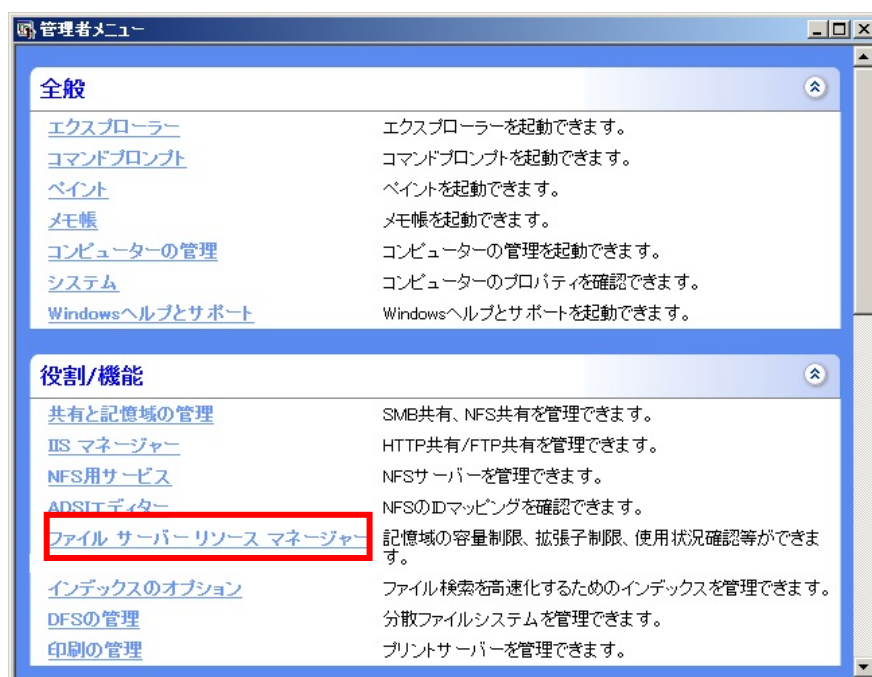 管理者メニュー
全般
エクスプローラー エクスプローラーを起動できます。
コマンドプロンプト コマンドプロンプトを起動できます。
ペイント ペイントを起動できます。
メモ帳 メモ帳を起動できます。
コンピューターの管理 コンピューターの管理を起動できます。
システム コンピューターのプロパティを確認できます。
Windowsヘルプとサポート Windowsヘルプとサポートを起動できます。
役割/機能
共有と記憶域の管理 SMB共有、NFS共有を管理できます。
IIS マネージャー HTTP共有/FTP共有を管理できます。
NFS用サービス NFSサーバーを管理できます。
ADSIエディター NFSのIDマッピングを確認できます。
ファイル サーバー リソース マネージャー 記憶域の容量制限、拡張子制限、使用状況確認等ができま
す。
インデックスのオプション ファイル検索を高速化するためのインデックスを管理できます。
DFSの管理 分散ファイルシステムを管理できます。
印刷の管理 プリントサーバーを管理できます。